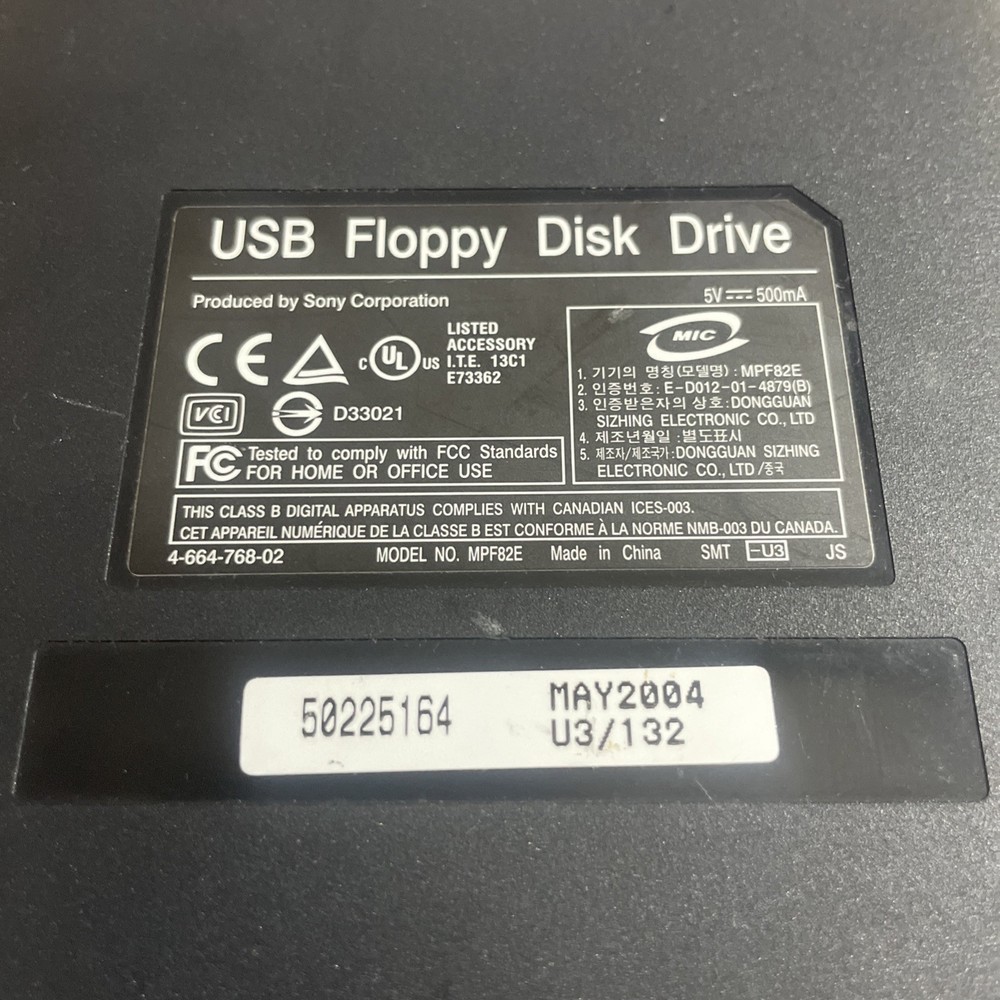 USB Floppy Disk Drive
Produced by Sony Corporation
5V 500mA
CE
c UL US
LISTED
ACCESSORY
I.T.E. 13C1
E73362
VCI
D33021
FC Tested to comply with FCC Standards
FOR HOME OR OFFICE USE
MIC
1. 기기의 명칭(모델명) : MPF82E
2. 인증번호 : E-D012-01-4879(B)
3. 인증받은자의 상호 : DONGGUAN
SIZHING ELECTRONIC CO., LTD
4. 제조년월일 : 별도표시
5. 제조자/제조국가 : DONGGUAN SIZHING
ELECTRONIC CO., LTD /중국
THIS CLASS B DIGITAL APPARATUS COMPLIES WITH CANADIAN ICES-003.
CET APPAREIL NUMÉRIQUE DE LA CLASSE B EST CONFORME À LA NORME NMB-003 DU CANADA.
4-664-768-02 MODEL NO. MPF82E Made in China SMT -U3 JS
50225164
MAY2004
U3/132